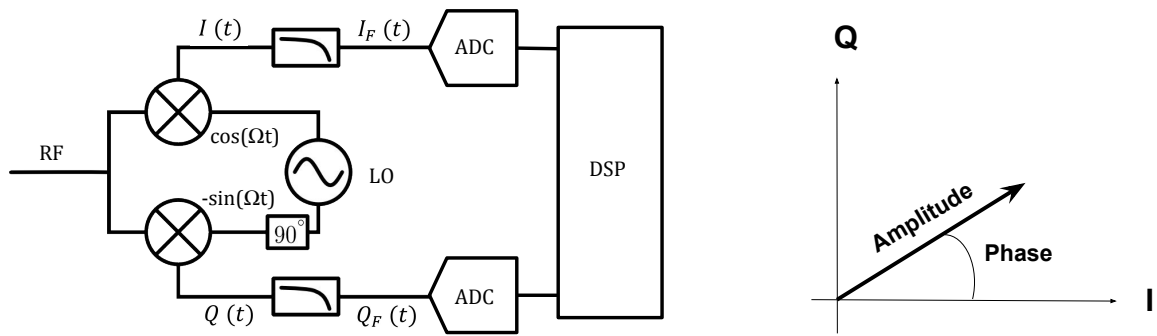 I (t)
I_F (t)
ADC
cos(Ωt)
RF
LO
DSP
-sin(Ωt)
90°
Q (t)
Q_F (t)
ADC
Q
Amplitude
Phase
I